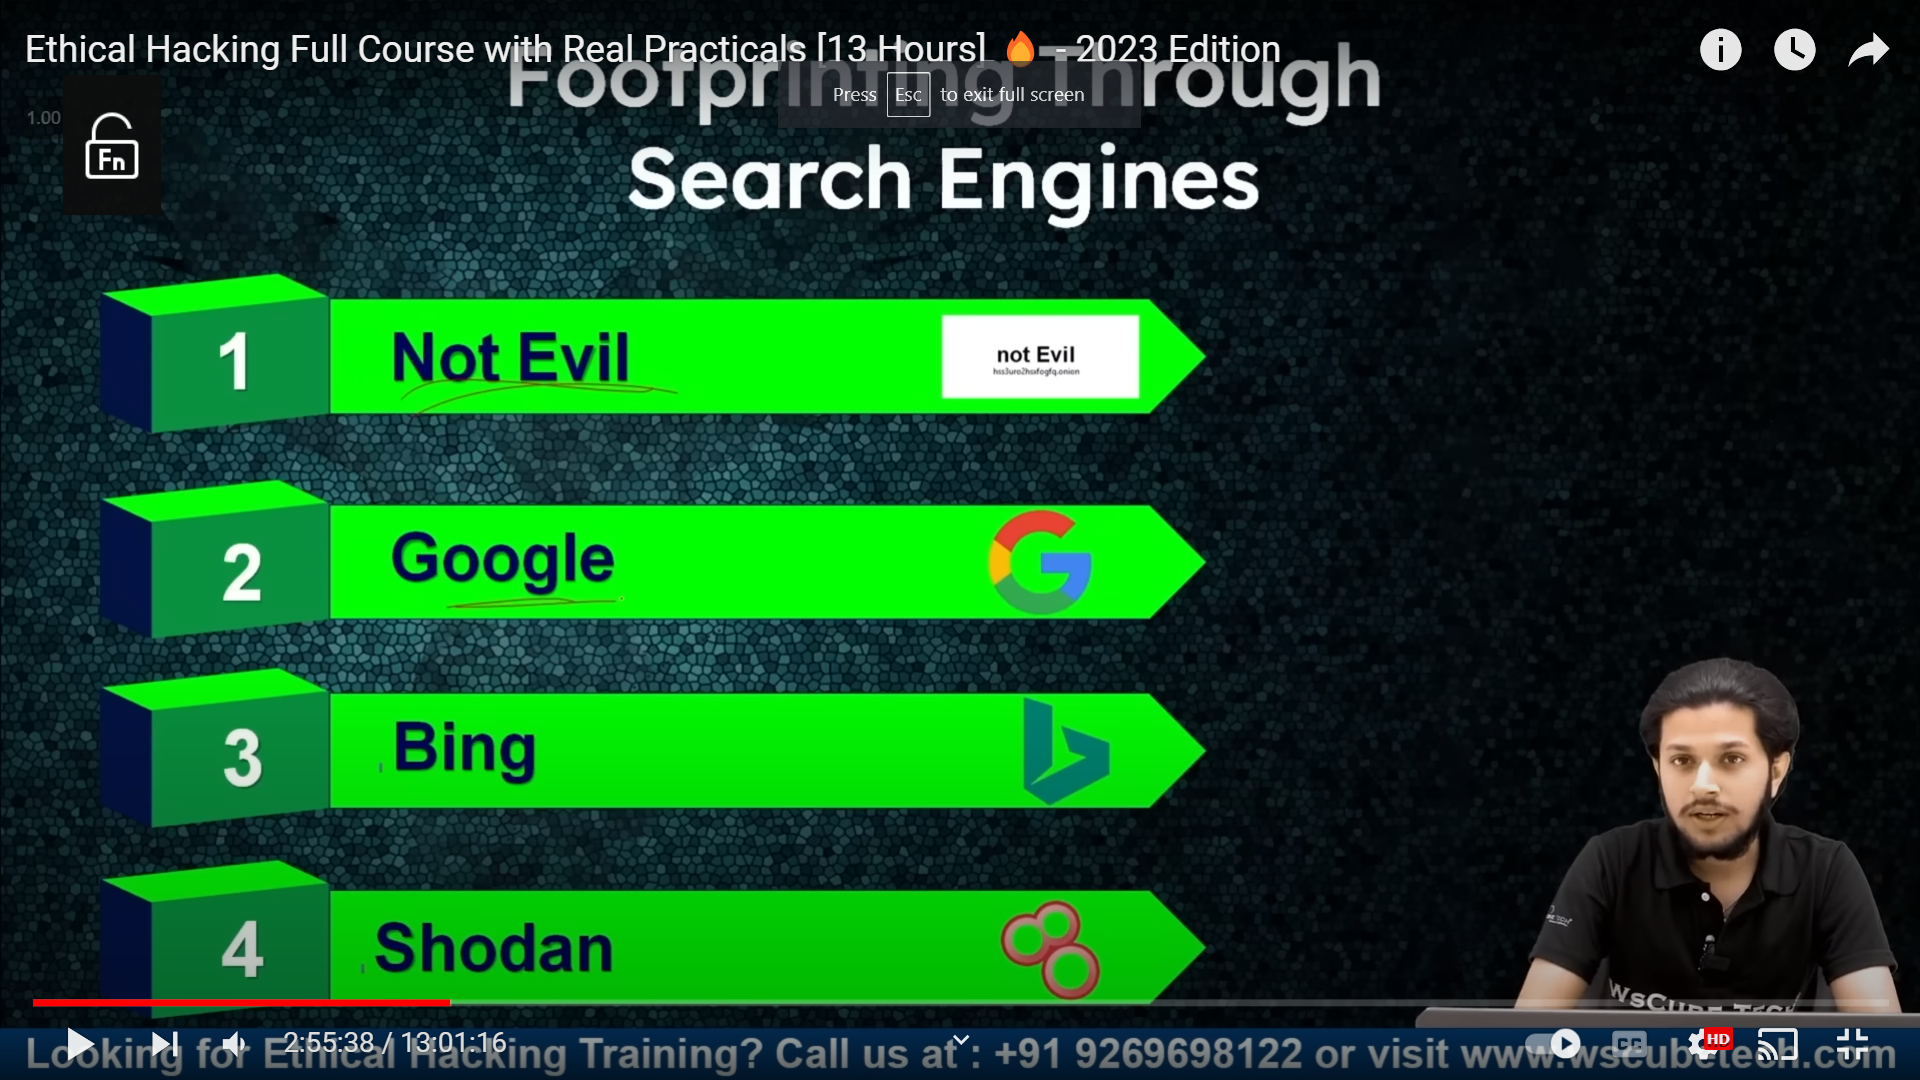 Ethical Hacking Full Course with Real Practicals [13 Hours] 🔥 - 2023 Edition
Footprinting Through
Press Esc to exit full screen
1.00
Fn
Search Engines
1 Not Evil
not Evil
2 Google
3 Bing
4 Shodan
WsCube Tech
2:55:38 / 13:01:16
CC
HD
Looking for Ethical Hacking Training? Call us at : +91 9269698122 or visit www.wscubetech.com